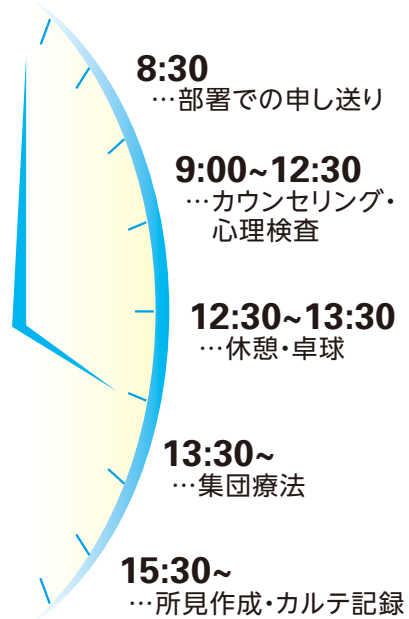 8:30
…部署での申し送り
9:00~12:30
…カウンセリング・
心理検査
12:30~13:30
…休憩・卓球
13:30~
…集団療法
15:30~
…所見作成・カルテ記録